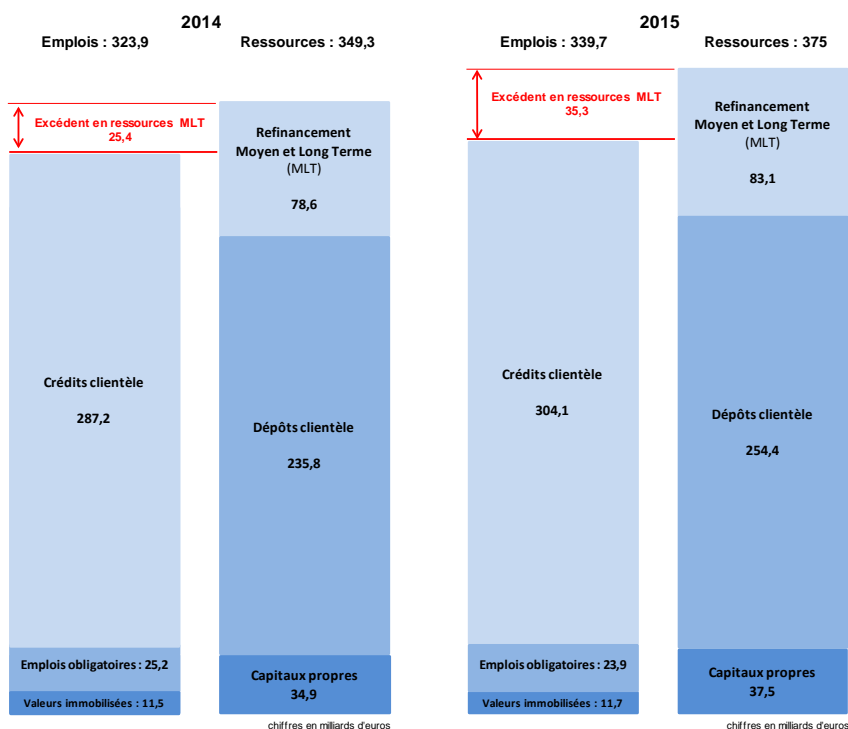 2014
Emplois : 323,9
Ressources : 349,3
Excédent en ressources MLT
25,4
Refinancement
Moyen et Long Terme
(MLT)
78,6
Crédits clientèle
287,2
Dépôts clientèle
235,8
Emplois obligatoires : 25,2
Capitaux propres
34,9
Valeurs immobilisées : 11,5
chiffres en milliards d'euros
2015
Emplois : 339,7
Ressources : 375
Excédent en ressources MLT
35,3
Refinancement
Moyen et Long Terme
(MLT)
83,1
Crédits clientèle
304,1
Dépôts clientèle
254,4
Emplois obligatoires : 23,9
Capitaux propres
37,5
Valeurs immobilisées : 11,7
chiffres en milliards d'euros